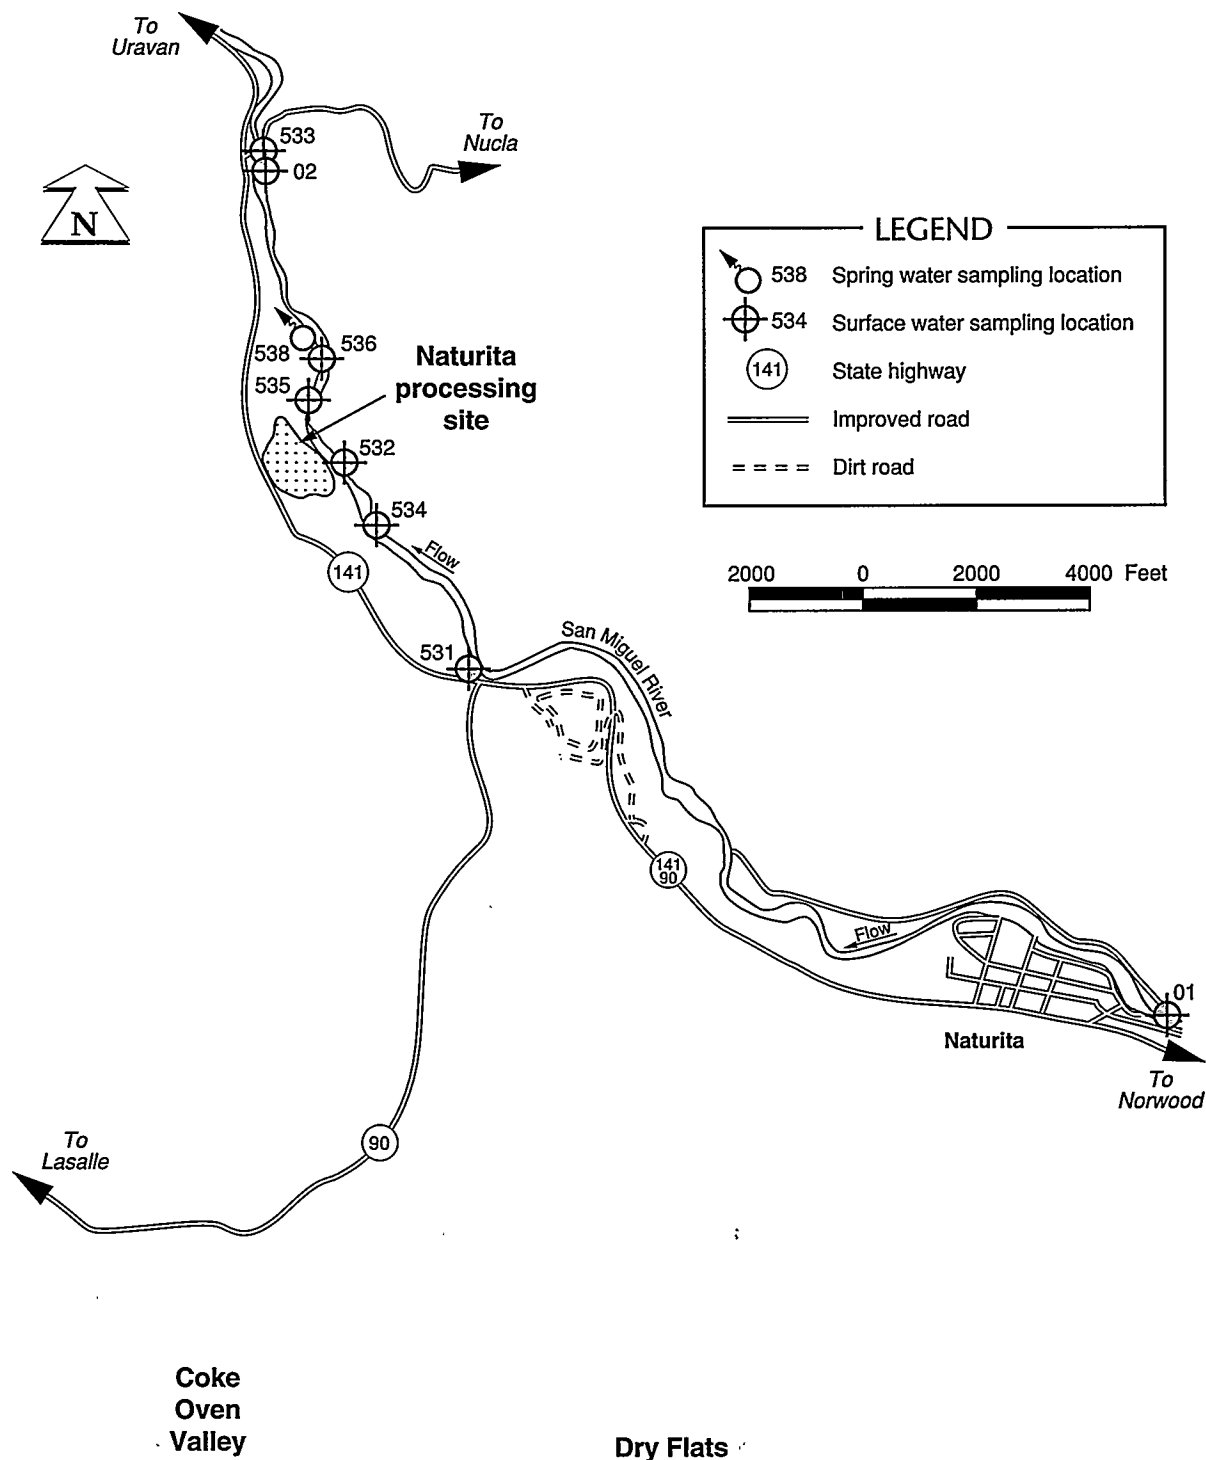 To
Uravan
533
02
To
Nucla
N
LEGEND
538 Spring water sampling location
534 Surface water sampling location
141 State highway
Improved road
Dirt road
538
536
535
Naturita
processing
site
532
534
Flow
141
2000 0 2000 4000 Feet
531
San Miguel River
141
90
Flow
01
Naturita
To
Norwood
90
To
Lasalle
Coke
Oven
Valley
Dry Flats